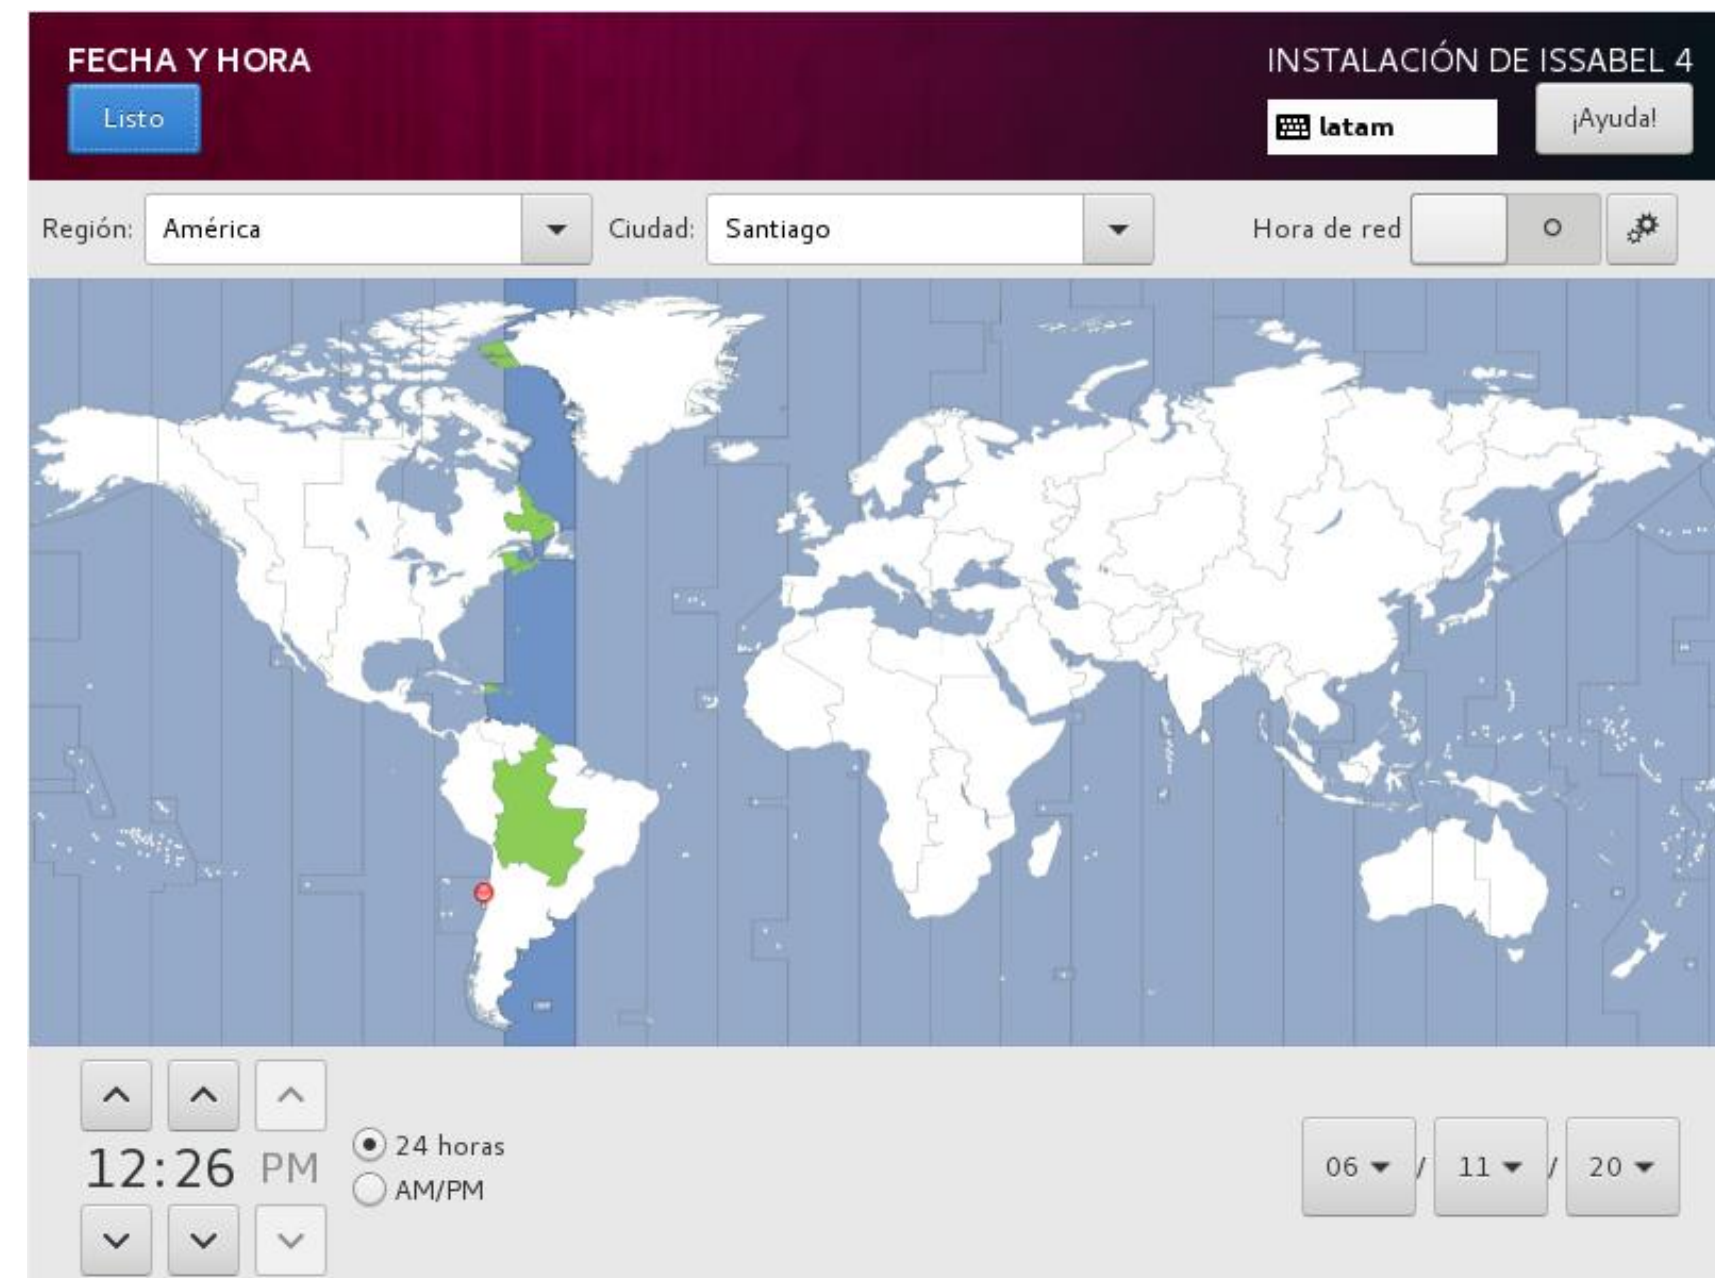 FECHA Y HORA
INSTALACIÓN DE ISSABEL 4
Listo
latam
¡Ayuda!
Región: América Ciudad: Santiago Hora de red O
12:26 PM
24 horas
AM/PM
06 / 11 / 20